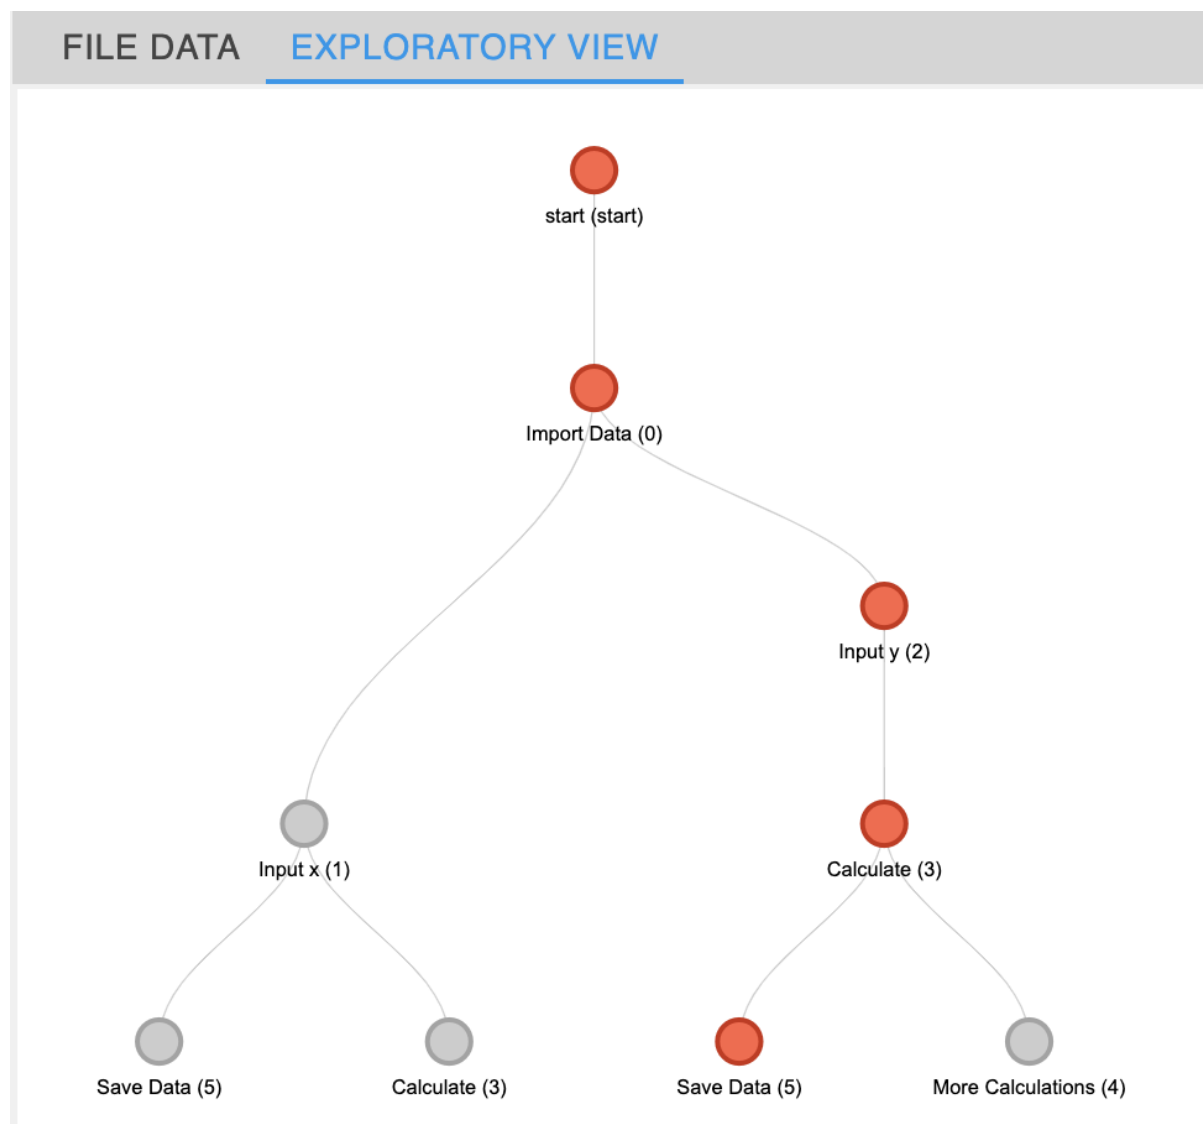 FILE DATA
EXPLORATORY VIEW
start (start)
Import Data (0)
Input y (2)
Input x (1)
Calculate (3)
Save Data (5)
Calculate (3)
Save Data (5)
More Calculations (4)